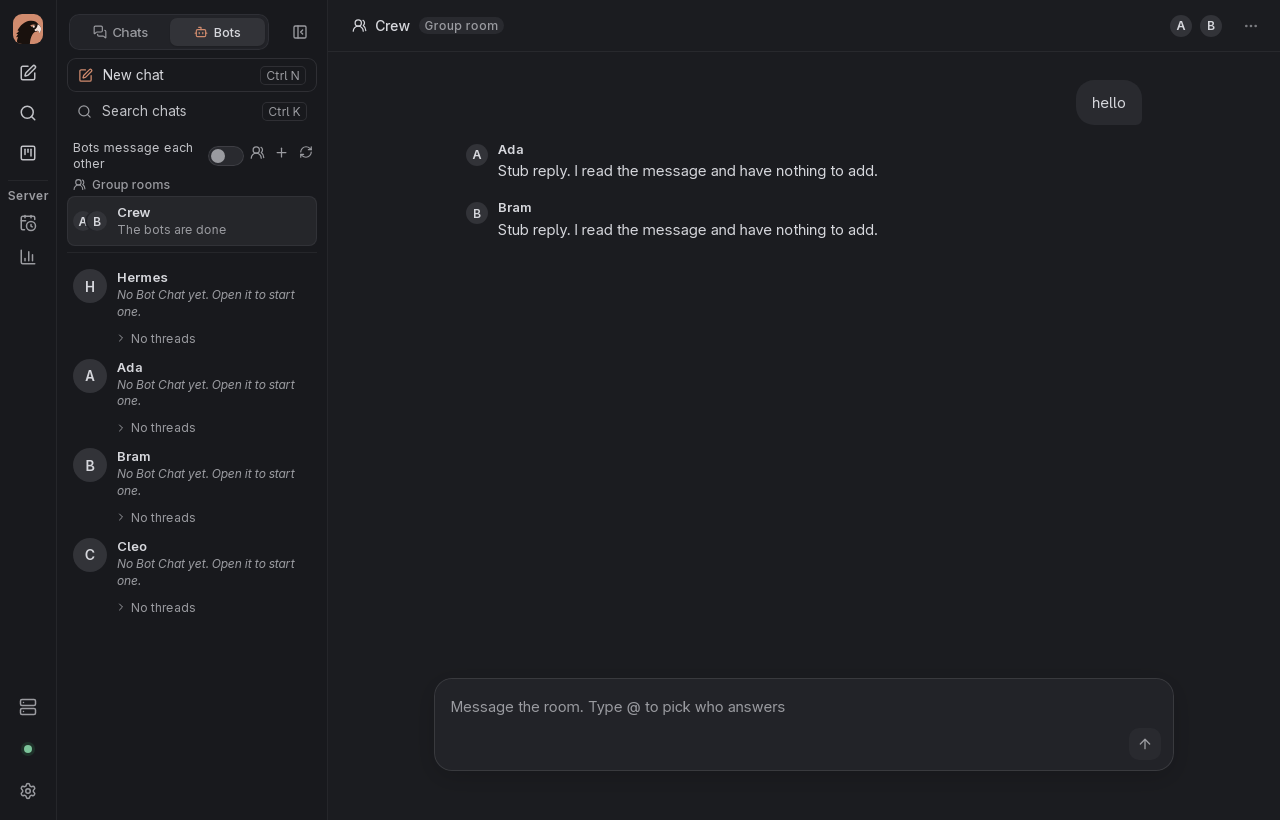 Chats
Bots
New chat
Ctrl N
Search chats
Ctrl K
Bots message each
other
Server
Group rooms
A B
Crew
The bots are done
H
Hermes
No Bot Chat yet. Open it to start
one.
No threads
A
Ada
No Bot Chat yet. Open it to start
one.
No threads
B
Bram
No Bot Chat yet. Open it to start
one.
No threads
C
Cleo
No Bot Chat yet. Open it to start
one.
No threads
Crew
Group room
A
B
hello
A
Ada
Stub reply. I read the message and have nothing to add.
B
Bram
Stub reply. I read the message and have nothing to add.
Message the room. Type @ to pick who answers